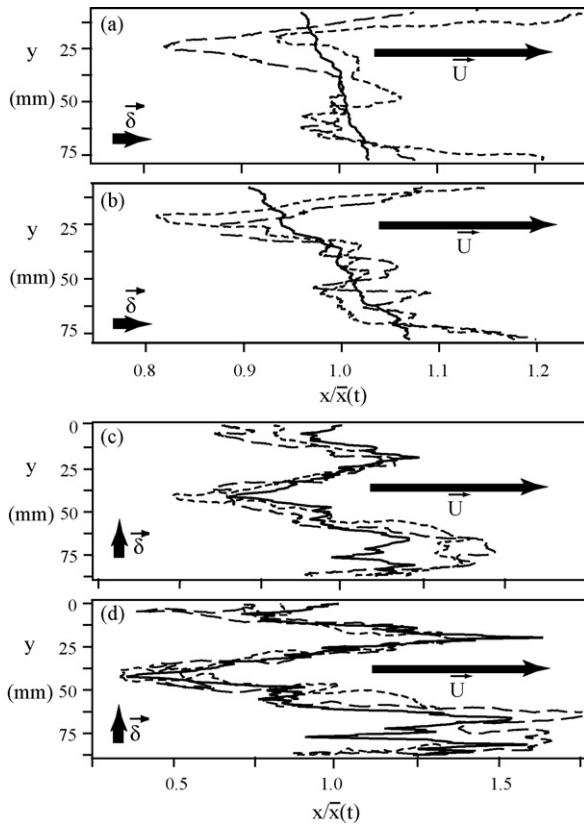 (a)
y
25
(mm)
50
δ
U
75
(b)
y
25
(mm)
50
δ
U
75
0.8 0.9 1.0 1.1 1.2
x/x̄(t)
(c)
0
y
25
(mm)
50
U
δ
75
(d)
0
y
25
(mm)
50
U
δ
75
0.5 1.0 1.5
x/x̄(t)